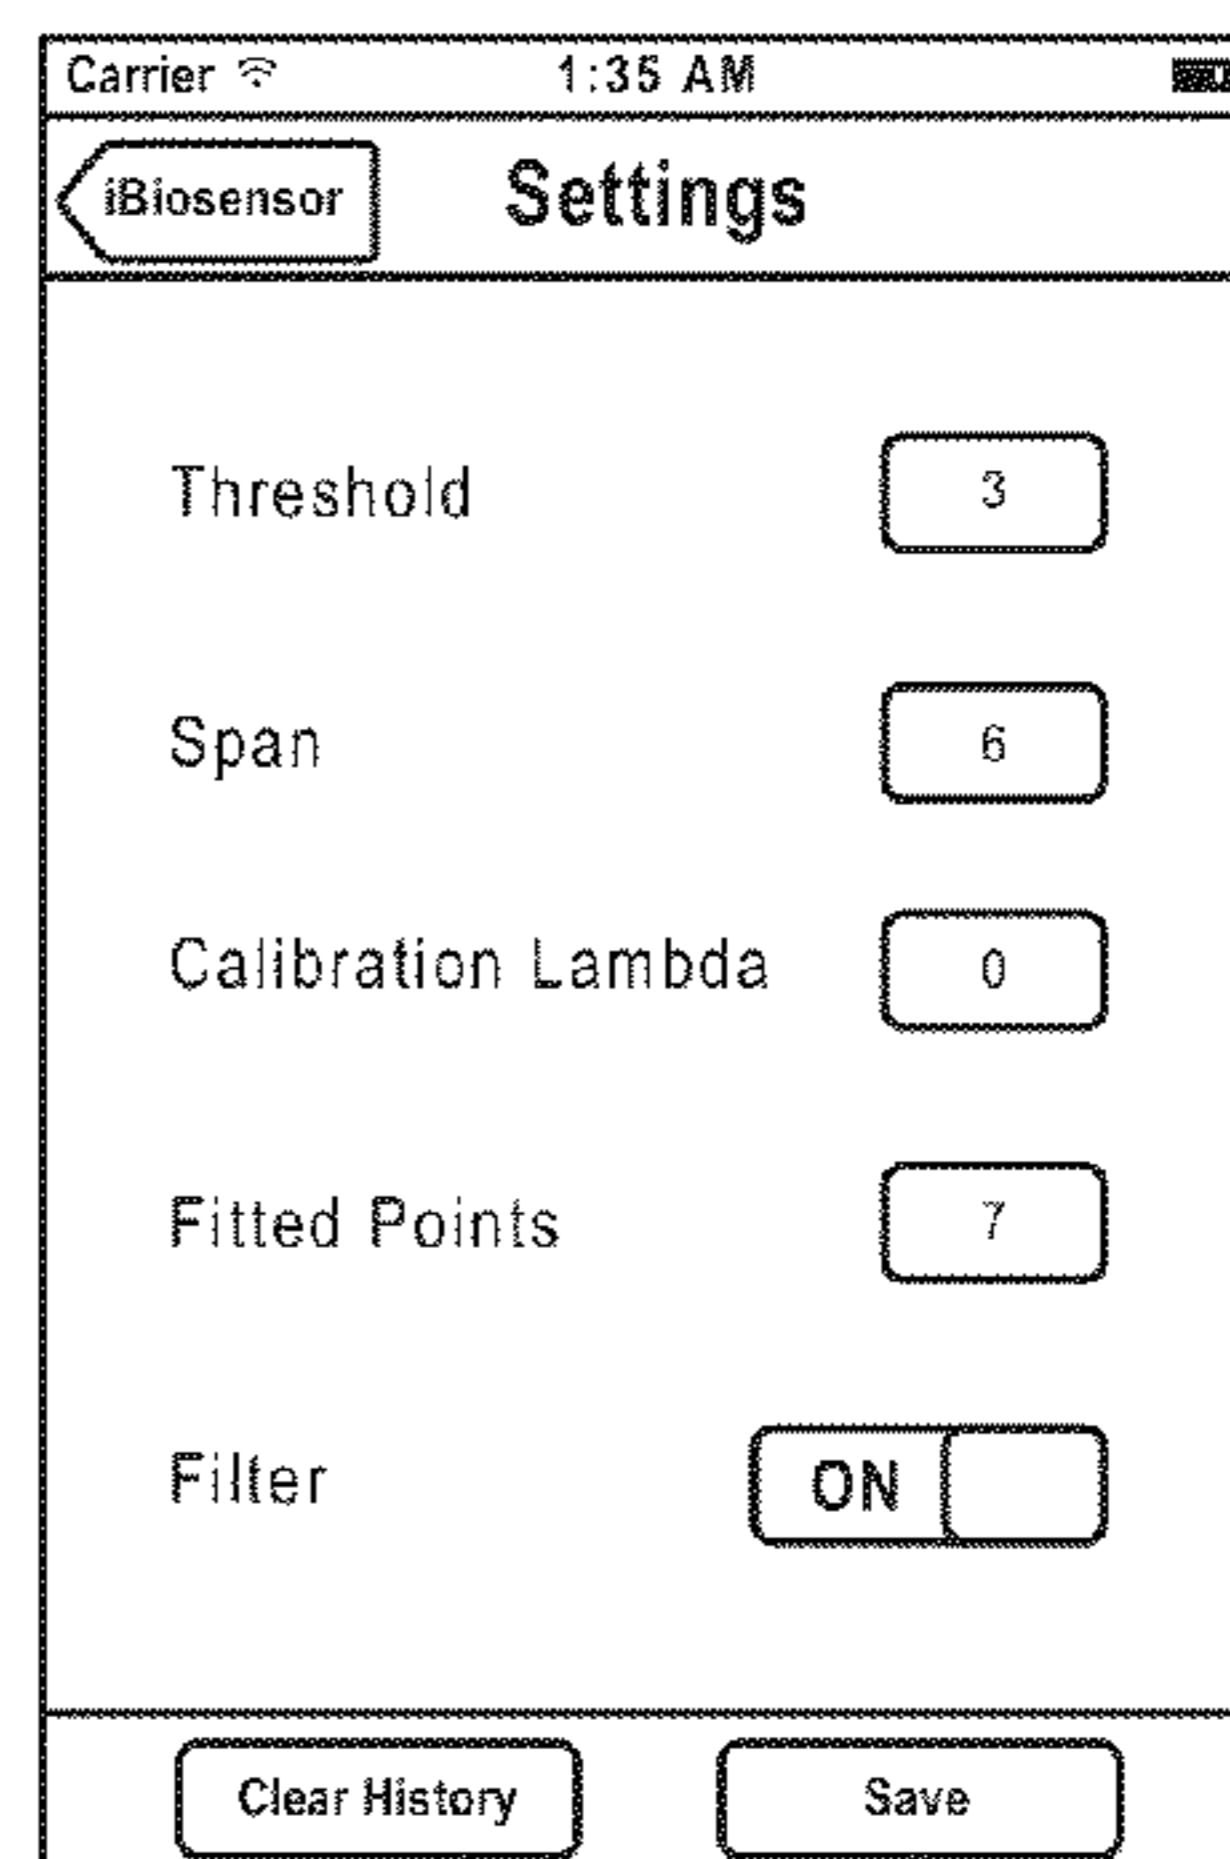 Carrier 1:35 AM
iBiosensor Settings
Threshold 3
Span 6
Calibration Lambda 0
Fitted Points 7
Filter ON
Clear History Save